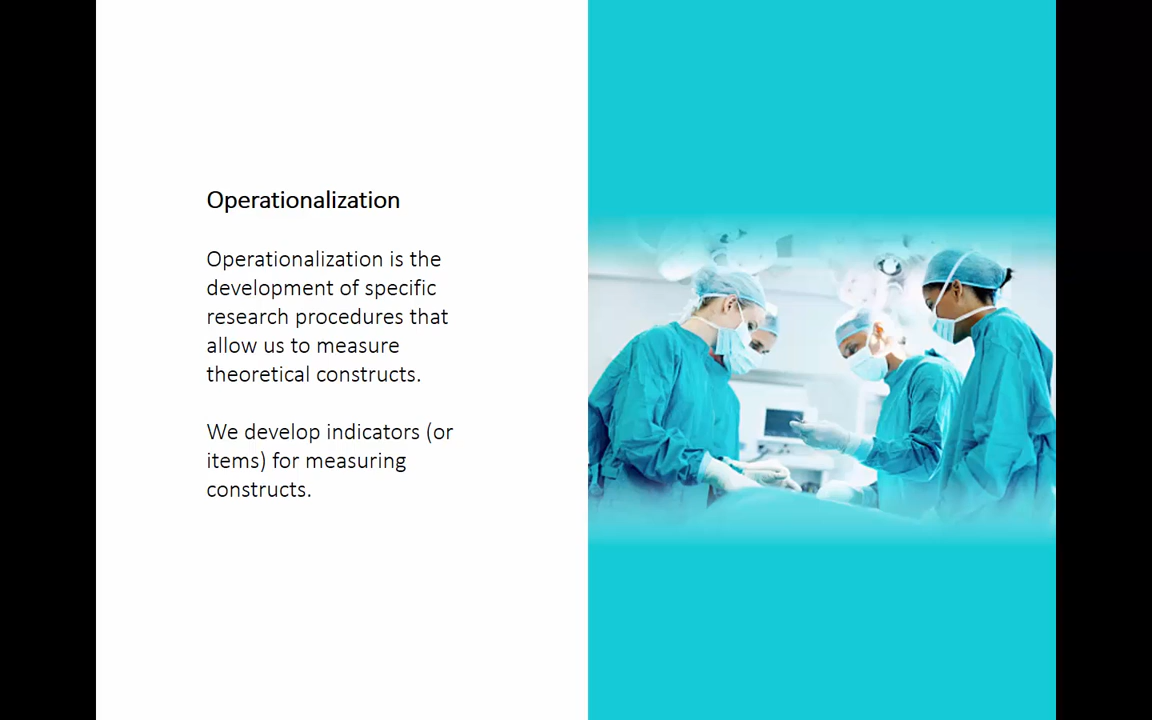 Operationalization
Operationalization is the
development of specific
research procedures that
allow us to measure
theoretical constructs.
We develop indicators (or
items) for measuring
constructs.